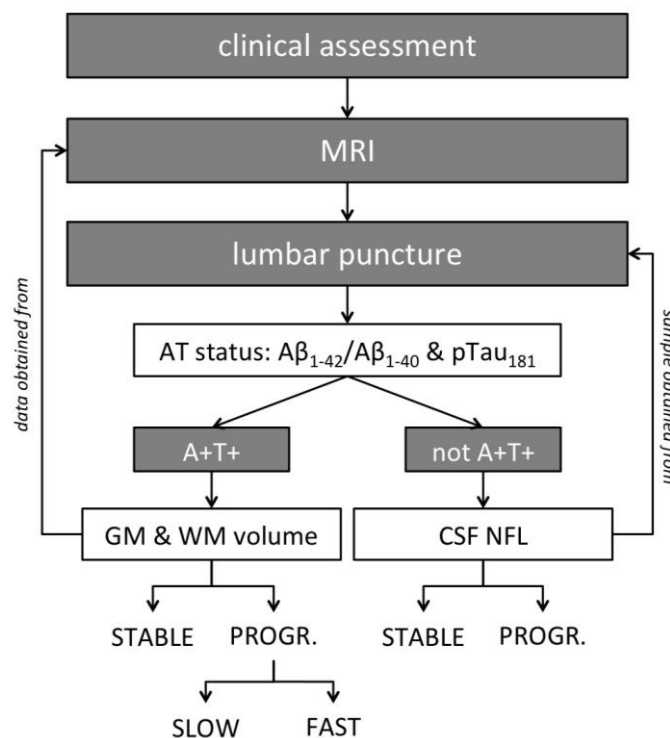 clinical assessment
MRI
lumbar puncture
data obtained from
sample obtained from
AT status: Aβ₁₋₄₂/Aβ₁₋₄₀ & pTau₁₈₁
A+T+
not A+T+
GM & WM volume
CSF NFL
STABLE
PROGR.
STABLE
PROGR.
SLOW
FAST